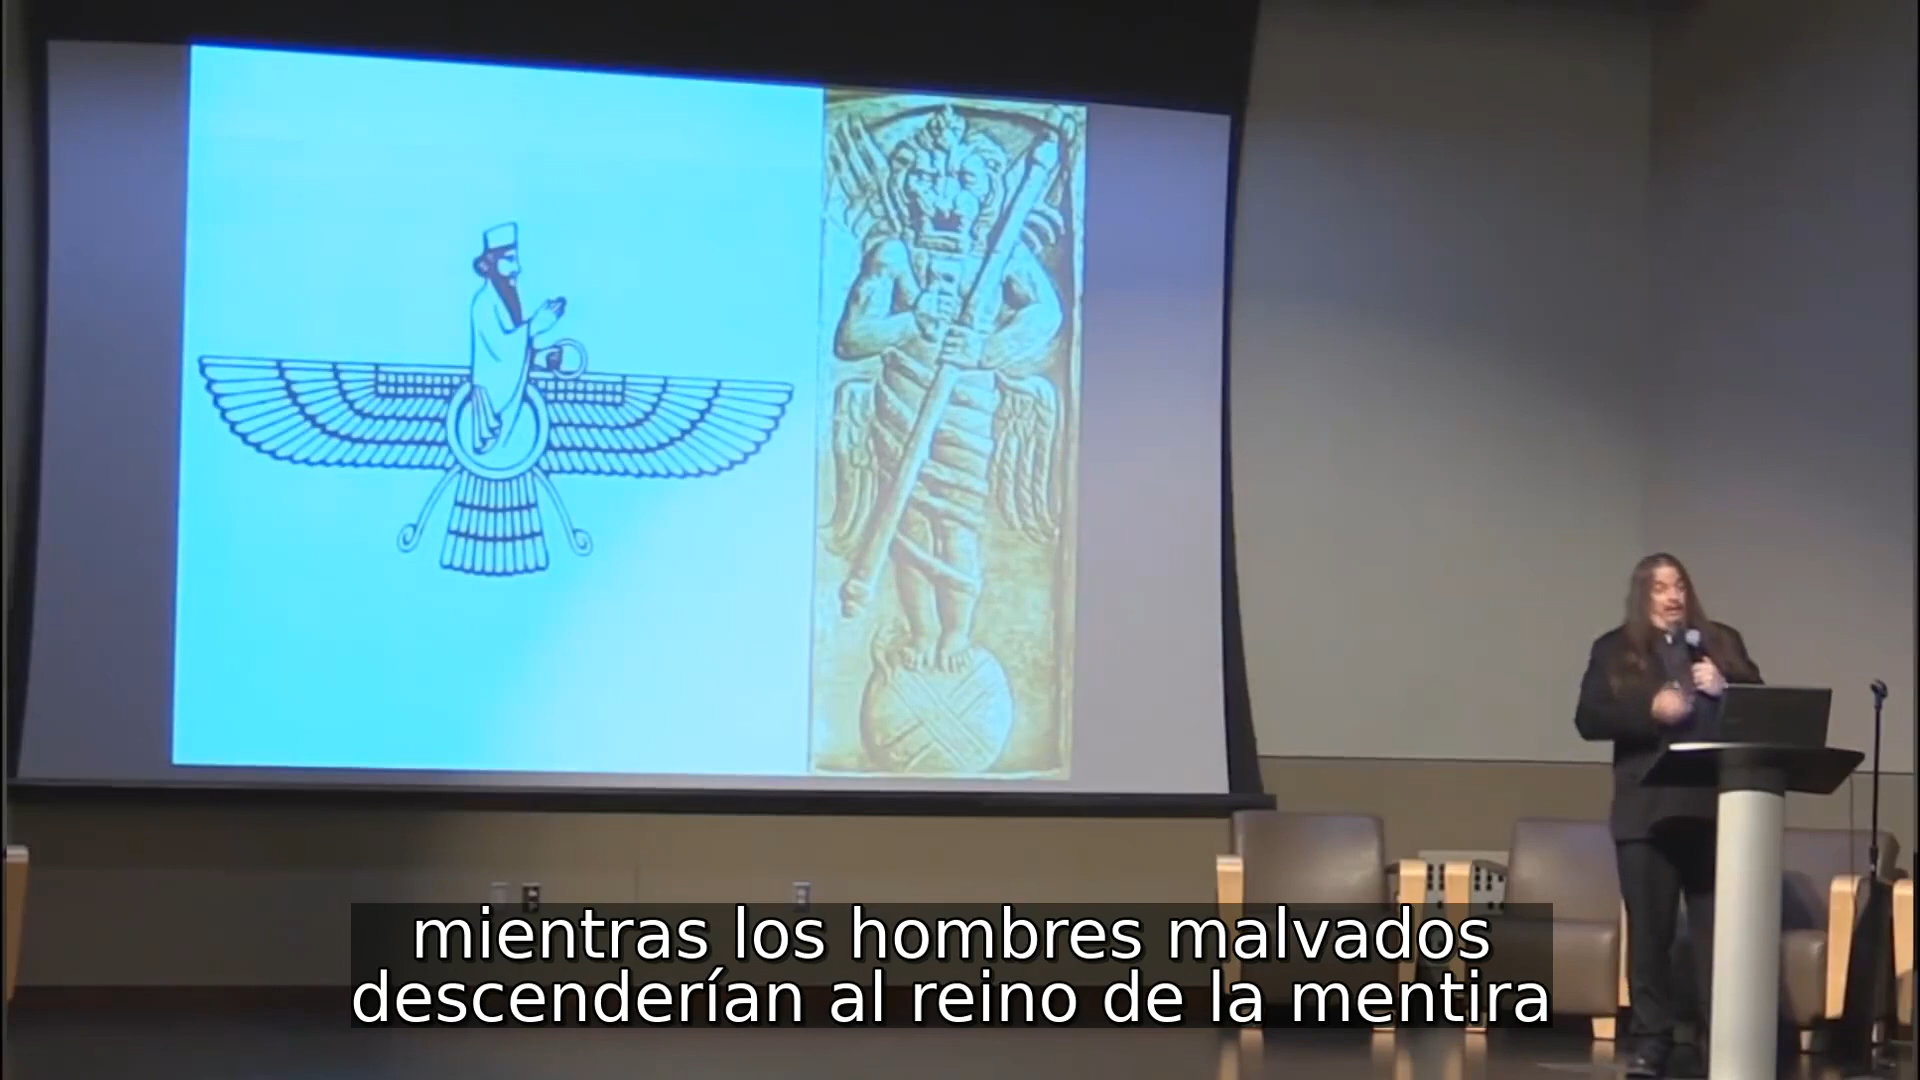 mientras los hombres malvados
descenderían al reino de la mentira